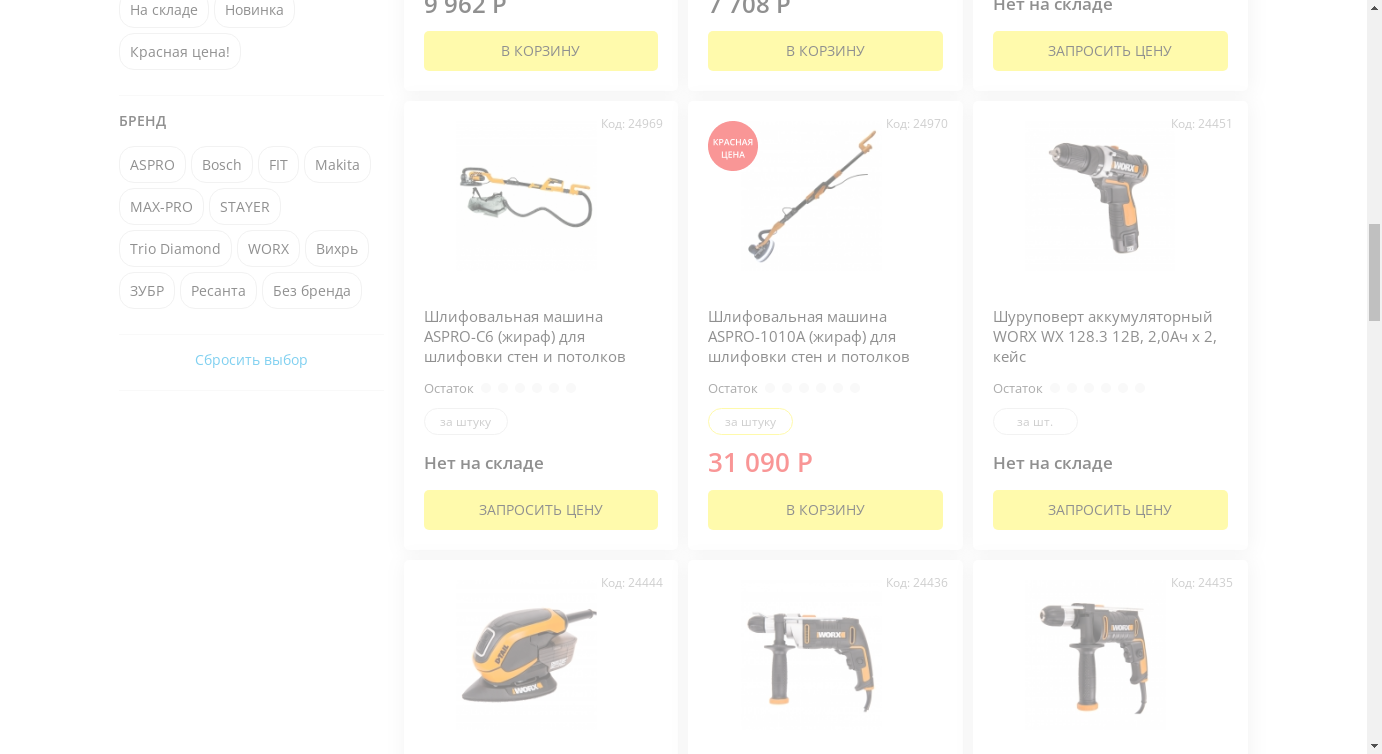 На складе
Новинка
Красная цена!
БРЕНД
ASPRO
Bosch
FIT
Makita
MAX-PRO
STAYER
Trio Diamond
WORX
Вихрь
ЗУБР
Ресанта
Без бренда
Сбросить выбор
9 962 Р
В КОРЗИНУ
7 708 Р
В КОРЗИНУ
Нет на складе
ЗАПРОСИТЬ ЦЕНУ
Код: 24969
Шлифовальная машина
ASPRO-C6 (жираф) для
шлифовки стен и потолков
Остаток
за штуку
Нет на складе
ЗАПРОСИТЬ ЦЕНУ
Код: 24970
КРАСНАЯ
ЦЕНА
Шлифовальная машина
ASPRO-1010A (жираф) для
шлифовки стен и потолков
Остаток
за штуку
31 090 Р
В КОРЗИНУ
Код: 24451
WORX
Шуруповерт аккумуляторный
WORX WX 128.3 12В, 2,0Ач х 2,
кейс
Остаток
за шт.
Нет на складе
ЗАПРОСИТЬ ЦЕНУ
Код: 24444
WORX
Код: 24436
WORX
Код: 24435
WORX